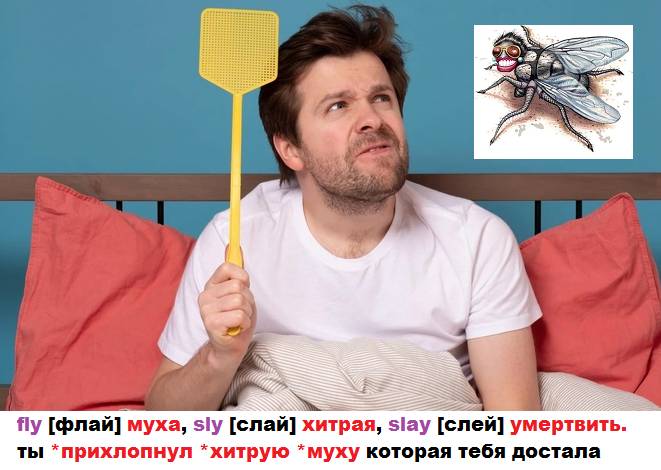 fly [флай] муха, sly [слай] хитрая, slay [слей] умертвить.
ты *прихлопнул *хитрую *муху которая тебя достала